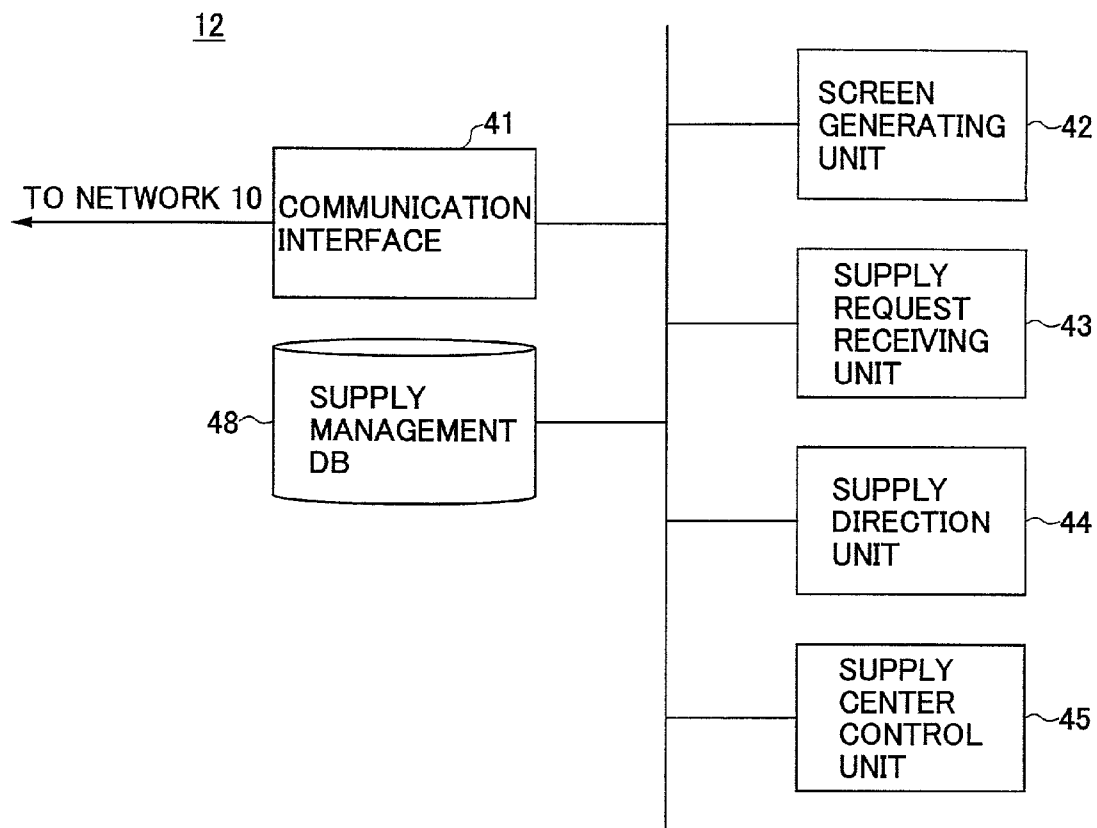 12
41
TO NETWORK 10
COMMUNICATION
INTERFACE
48
SUPPLY
MANAGEMENT
DB
SCREEN
GENERATING
UNIT
42
SUPPLY
REQUEST
RECEIVING
UNIT
43
SUPPLY
DIRECTION
UNIT
44
SUPPLY
CENTER
CONTROL
UNIT
45